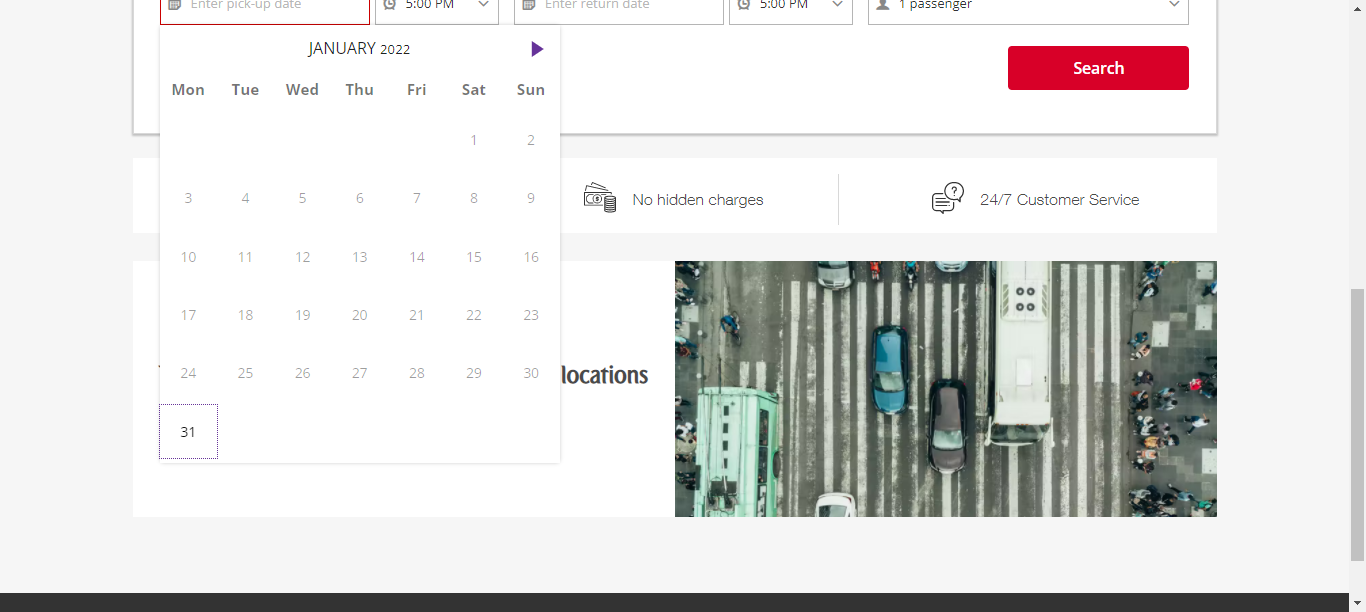 Enter pick-up date 5:00 PM Enter return date 5:00 PM 1 passenger
JANUARY 2022
Search
Mon Tue Wed Thu Fri Sat Sun
1 2
3 4 5 6 7 8 9
No hidden charges
24/7 Customer Service
10 11 12 13 14 15 16
17 18 19 20 21 22 23
24 25 26 27 28 29 30
locations
31